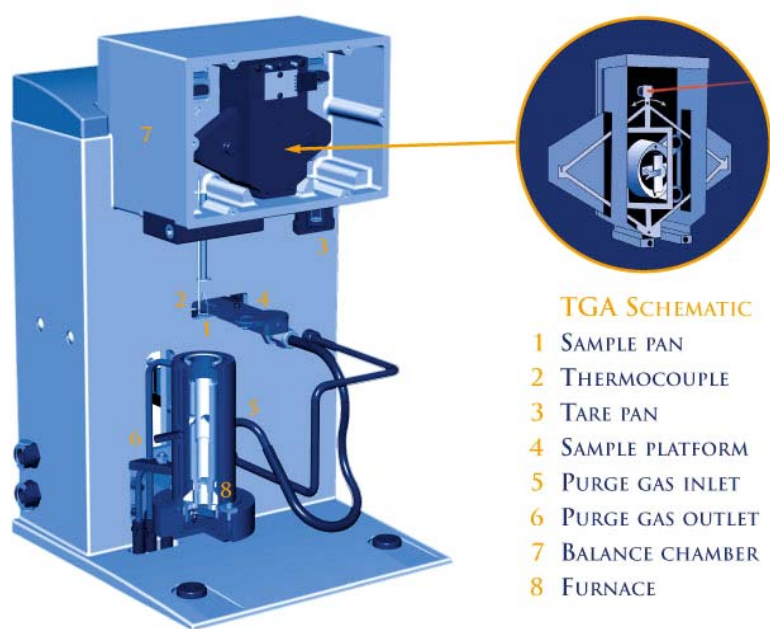 7
3
2
4
1
5
6
8
TGA SCHEMATIC
1 SAMPLE PAN
2 THERMOCOUPLE
3 TARE PAN
4 SAMPLE PLATFORM
5 PURGE GAS INLET
6 PURGE GAS OUTLET
7 BALANCE CHAMBER
8 FURNACE